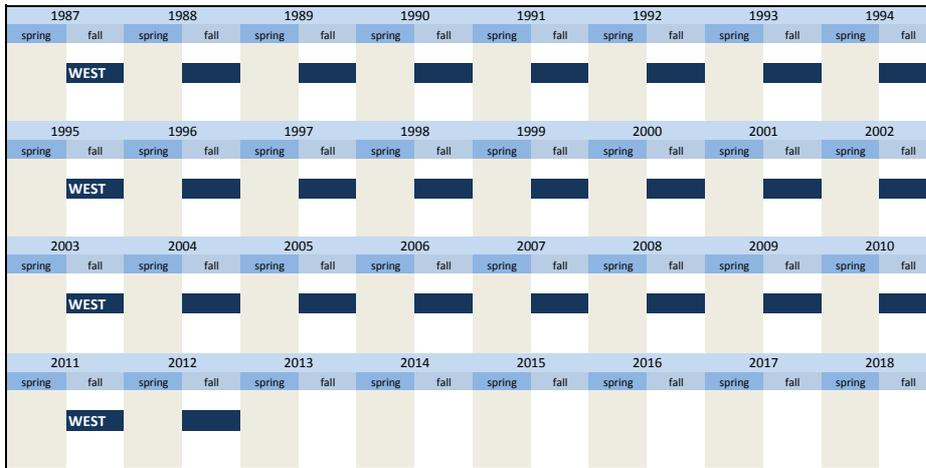 1987 1988 1989 1990 1991 1992 1993 1994
spring fall spring fall spring fall spring fall spring fall spring fall spring fall spring fall
WEST
1995 1996 1997 1998 1999 2000 2001 2002
spring fall spring fall spring fall spring fall spring fall spring fall spring fall spring fall
WEST
2003 2004 2005 2006 2007 2008 2009 2010
spring fall spring fall spring fall spring fall spring fall spring fall spring fall spring fall
WEST
2011 2012 2013 2014 2015 2016 2017 2018
spring fall spring fall spring fall spring fall spring fall spring fall spring fall spring fall
WEST